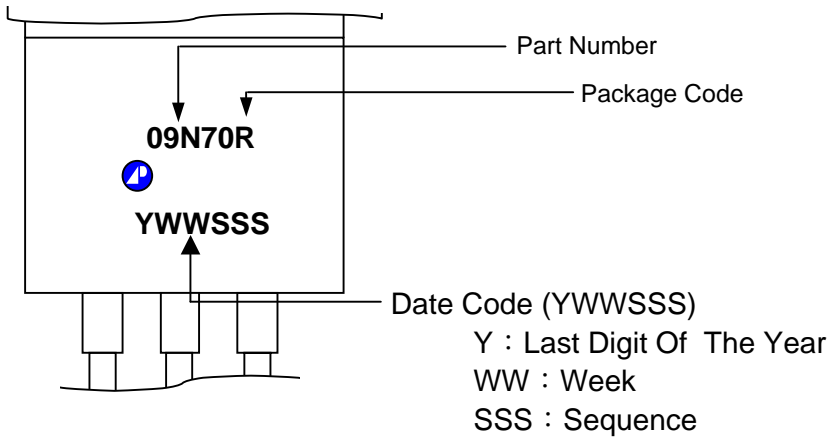 Part Number
Package Code
09N70R
YWWSSS
Date Code (YWWSSS)
Y：Last Digit Of The Year
WW：Week
SSS：Sequence